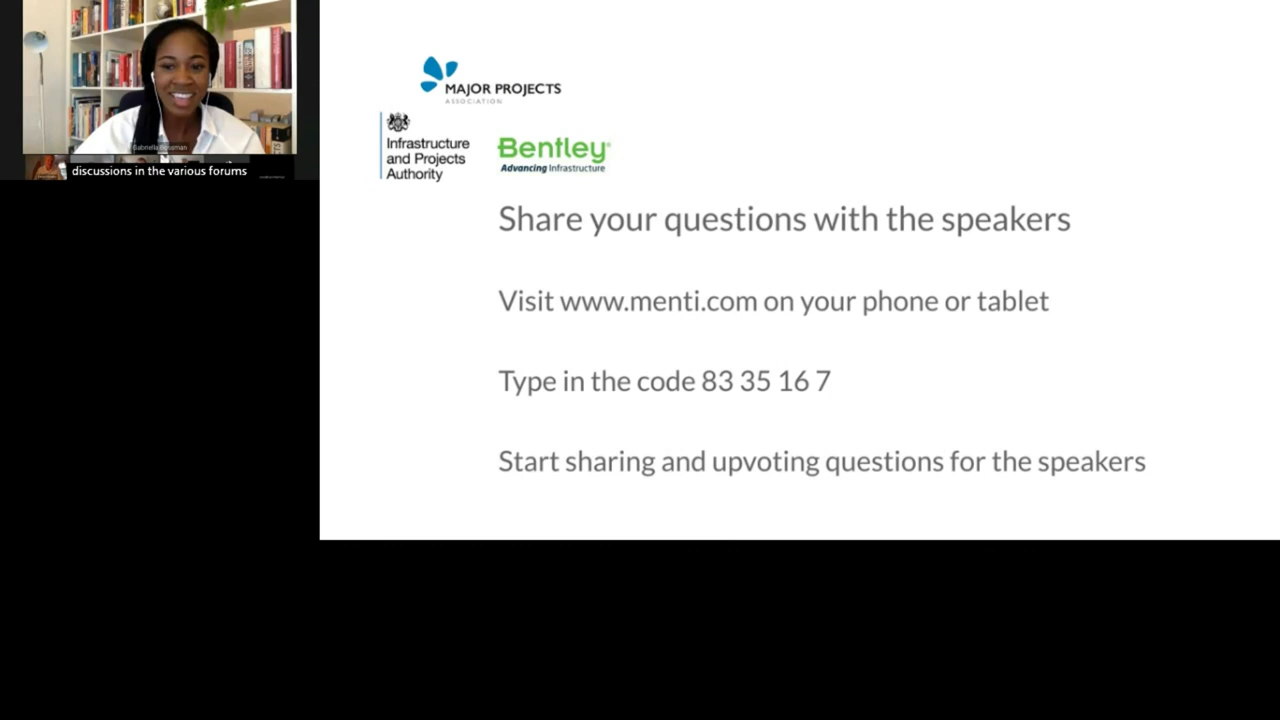 discussions in the various forums
MAJOR PROJECTS
ASSOCIATION
Infrastructure
and Projects
Authority
Bentley
Advancing Infrastructure
Share your questions with the speakers
Visit www.menti.com on your phone or tablet
Type in the code 83 35 16 7
Start sharing and upvoting questions for the speakers